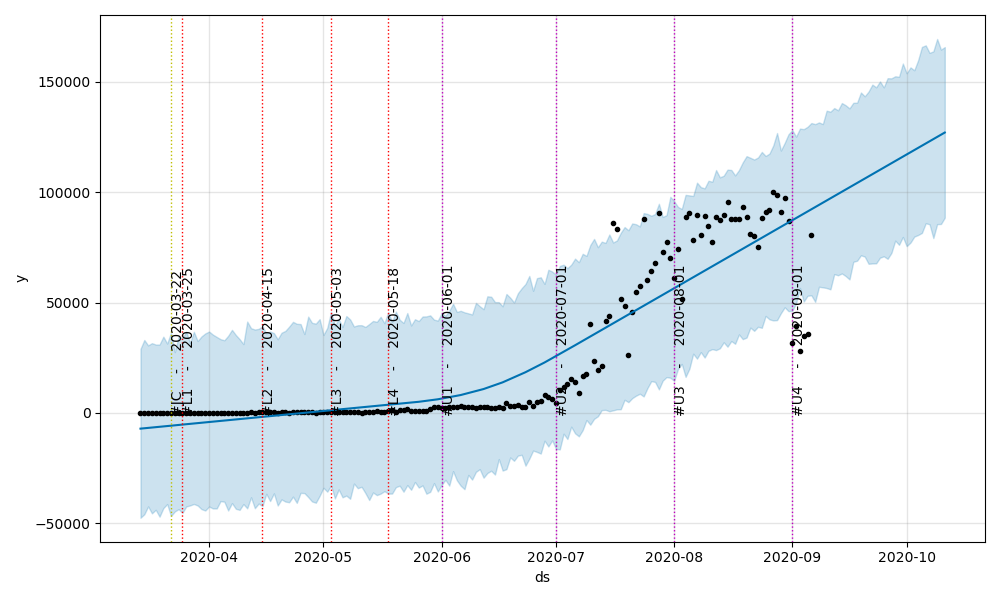 150000
100000
50000
0
−50000
y
#JC - 2020-03-22
#L1 - 2020-03-25
#L2 - 2020-04-15
#L3 - 2020-05-03
#L4 - 2020-05-18
#U1 - 2020-06-01
#U2 - 2020-07-01
#U3 - 2020-08-01
#U4 - 2020-09-01
2020-04
2020-05
2020-06
2020-07
2020-08
2020-09
2020-10
ds